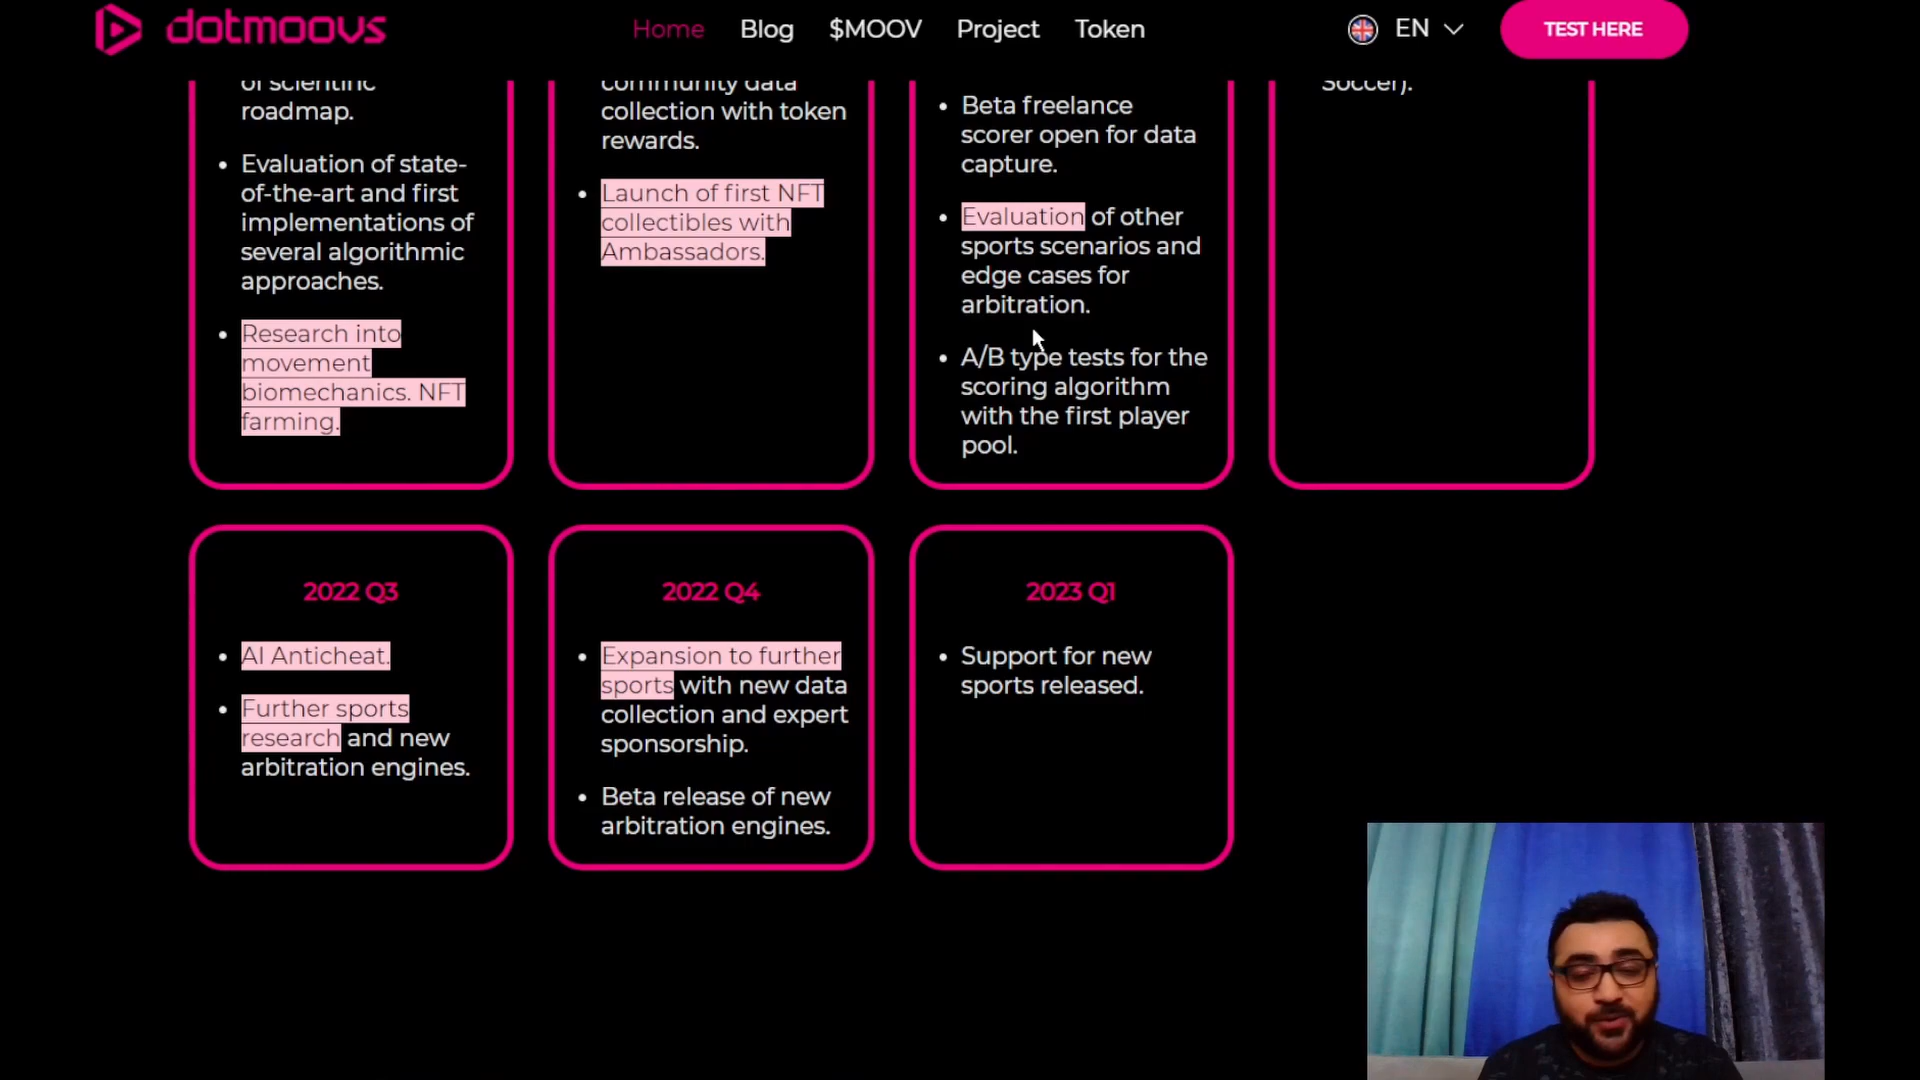 dotmoovs
Home Blog $MOOV Project Token
EN
TEST HERE
of scientific
roadmap.
Evaluation of state-
of-the-art and first
implementations of
several algorithmic
approaches.
Research into
movement
biomechanics. NFT
farming.
community data
collection with token
rewards.
Launch of first NFT
collectibles with
Ambassadors.
Beta freelance
scorer open for data
capture.
Evaluation of other
sports scenarios and
edge cases for
arbitration.
A/B type tests for the
scoring algorithm
with the first player
pool.
Soccer).
2022 Q3
AI Anticheat.
Further sports
research and new
arbitration engines.
2022 Q4
Expansion to further
sports with new data
collection and expert
sponsorship.
Beta release of new
arbitration engines.
2023 Q1
Support for new
sports released.